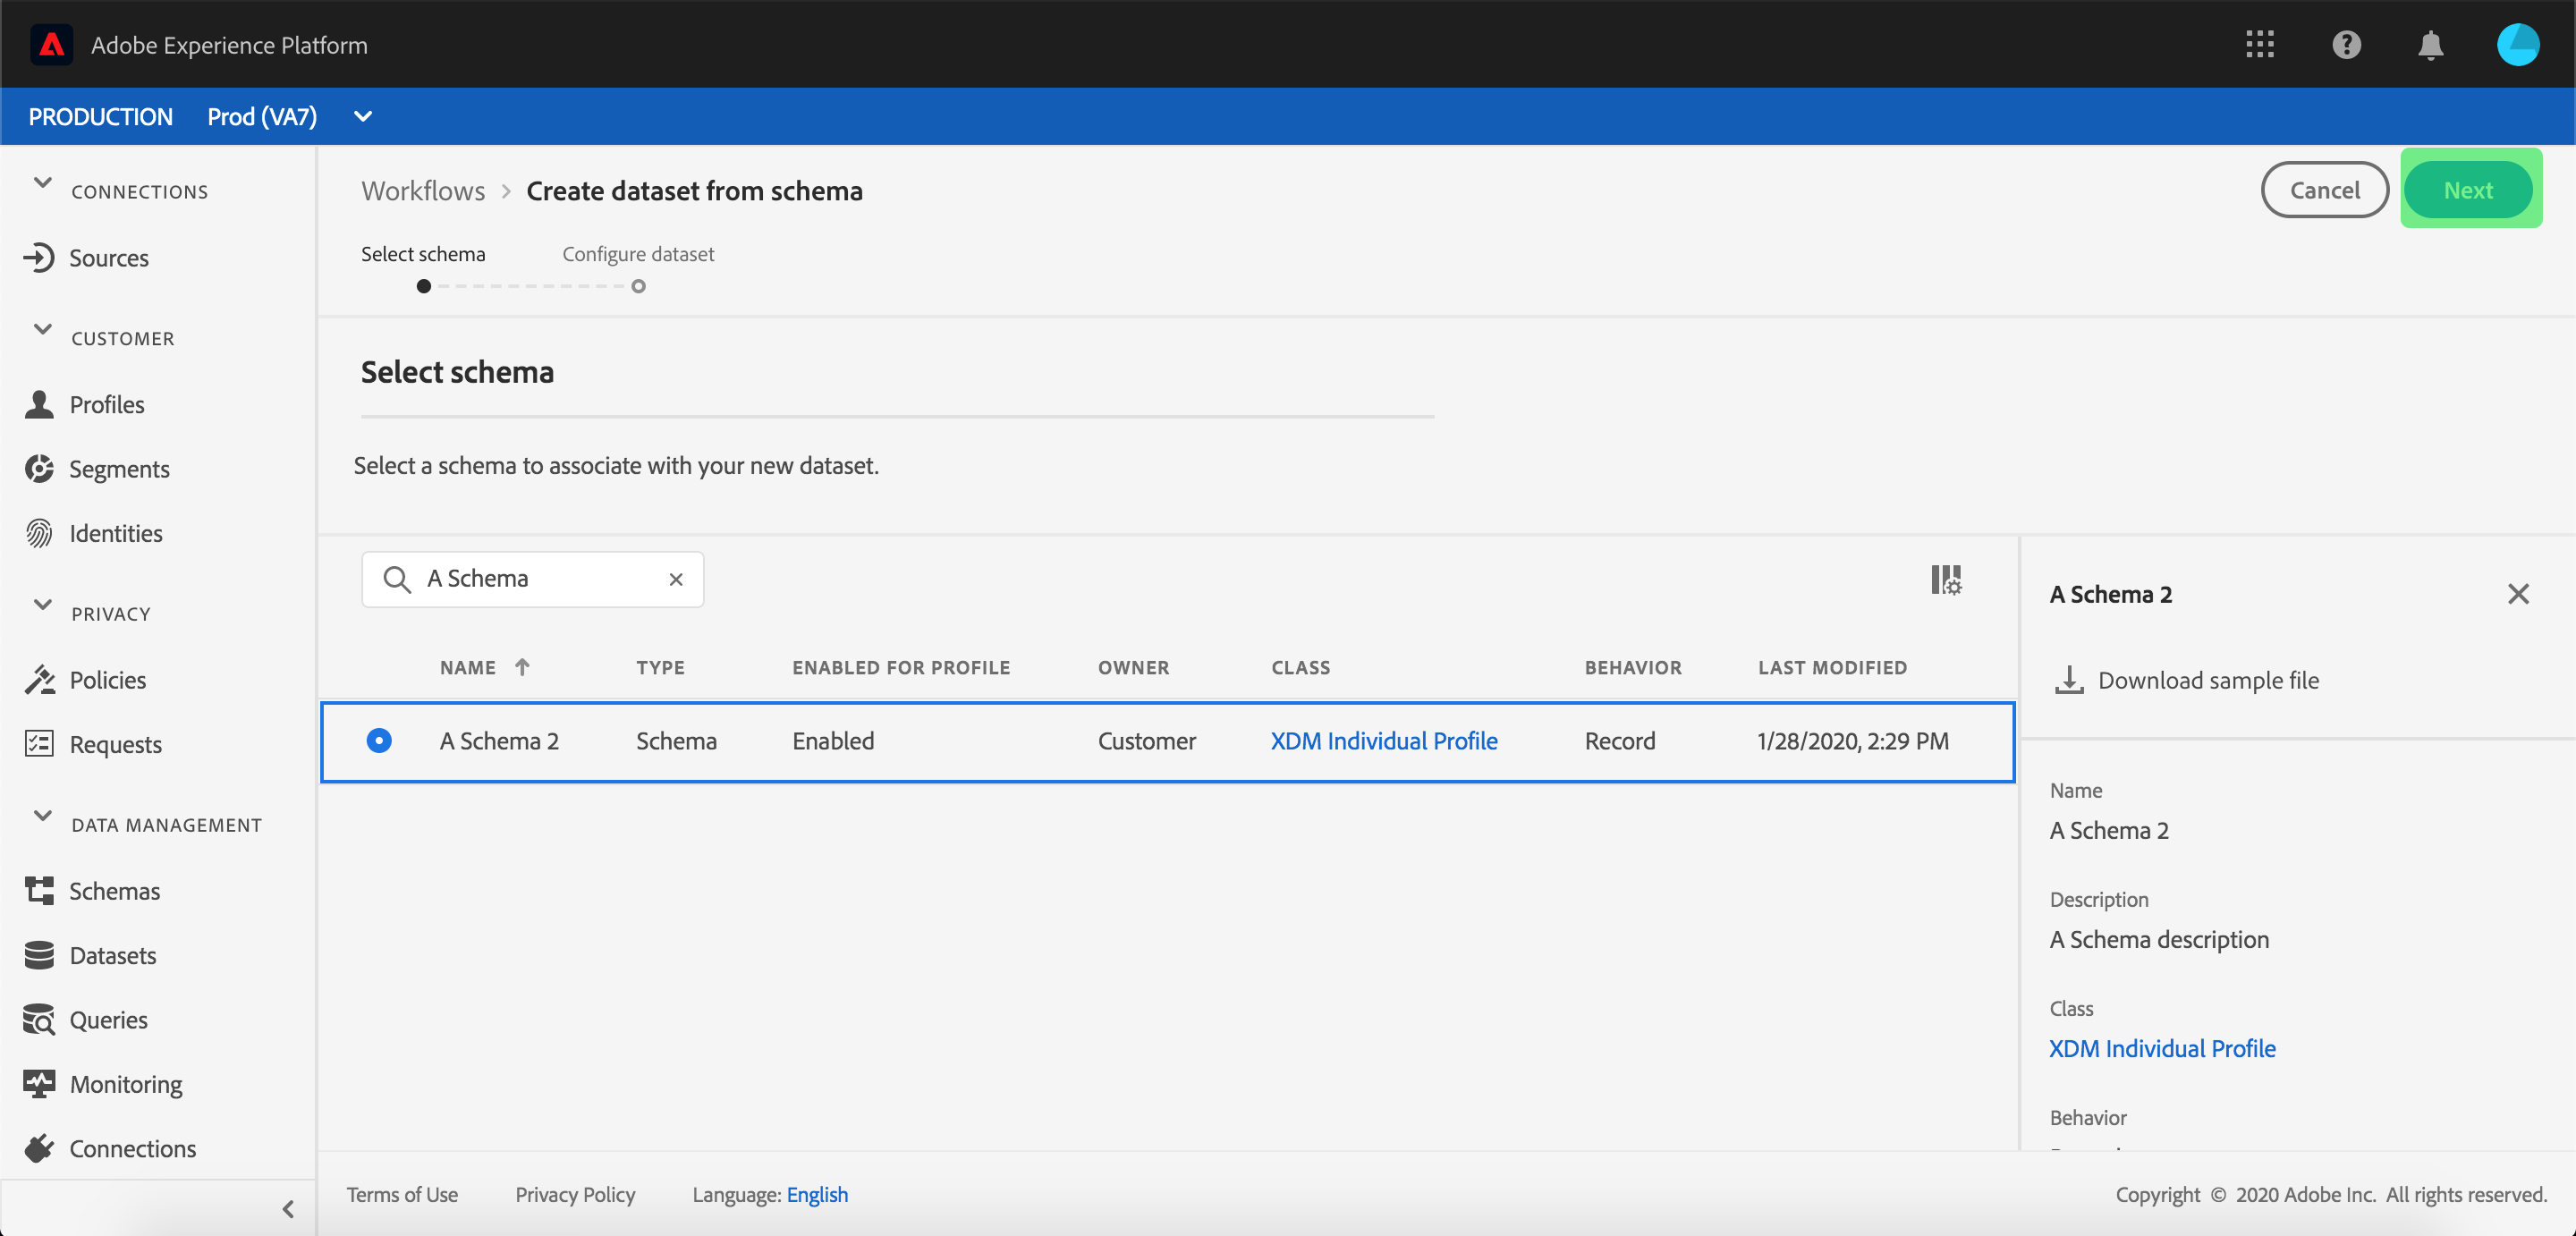 Adobe Experience Platform
PRODUCTION Prod (VA7)
CONNECTIONS
Sources
CUSTOMER
Profiles
Segments
Identities
PRIVACY
Policies
Requests
DATA MANAGEMENT
Schemas
Datasets
Queries
Monitoring
Connections
Workflows > Create dataset from schema
Cancel
Next
Select schema Configure dataset
Select schema
Select a schema to associate with your new dataset.
A Schema
NAME TYPE ENABLED FOR PROFILE OWNER CLASS BEHAVIOR LAST MODIFIED
A Schema 2 Schema Enabled Customer XDM Individual Profile Record 1/28/2020, 2:29 PM
A Schema 2
Download sample file
Name
A Schema 2
Description
A Schema description
Class
XDM Individual Profile
Behavior
Terms of Use Privacy Policy Language: English
Copyright © 2020 Adobe Inc. All rights reserved.